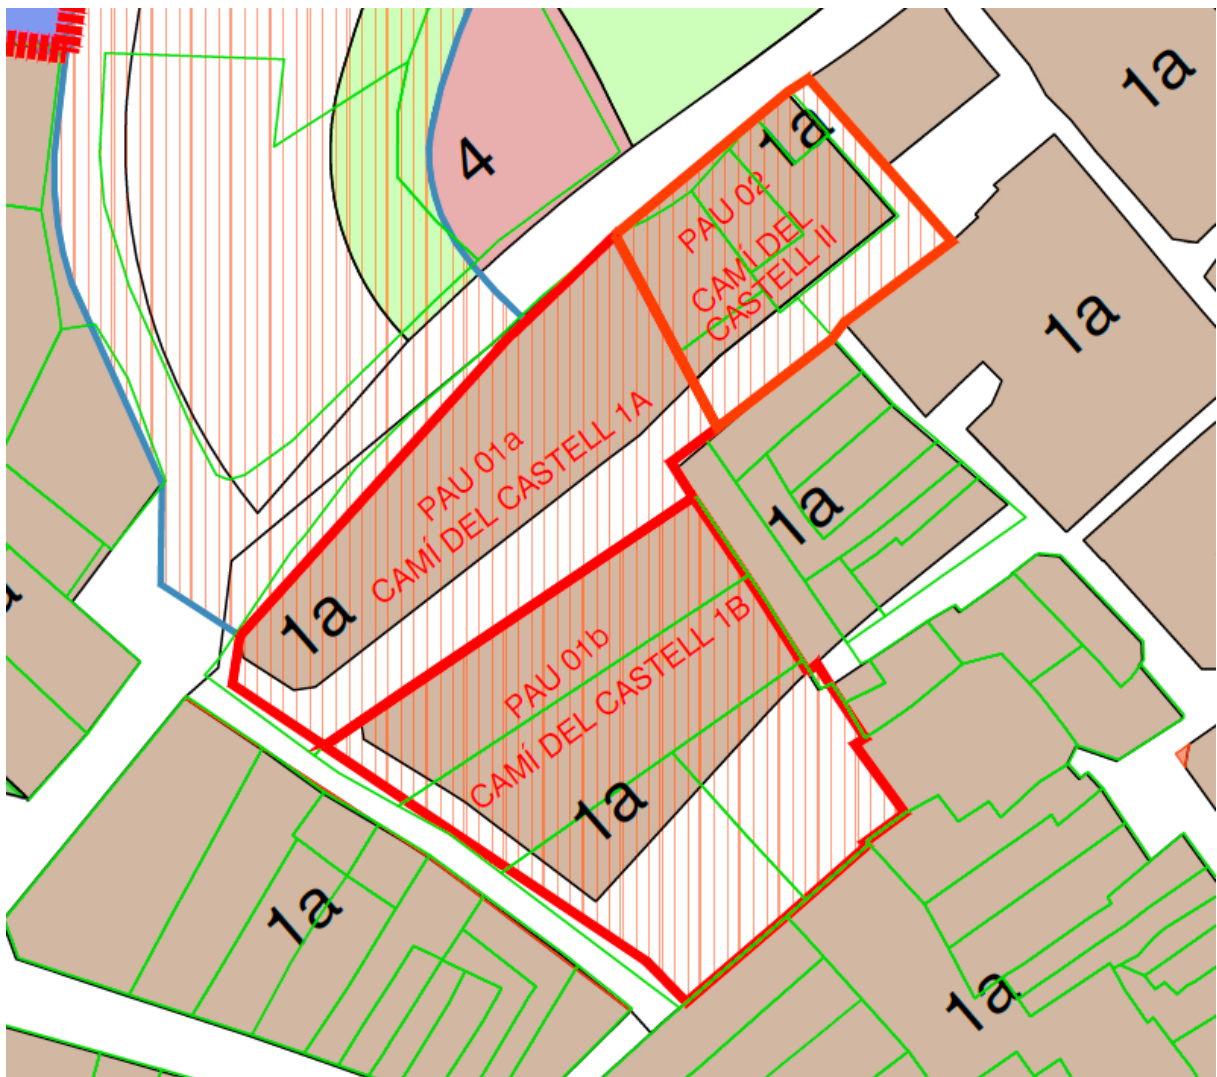 1a
4
1a
PAU 02
CAMÍ DEL
CASTELL II
1a
PAU 01a
CAMÍ DEL CASTELL 1A
1a
1a
PAU 01b
CAMÍ DEL CASTELL 1B
1a
1a
1a
a